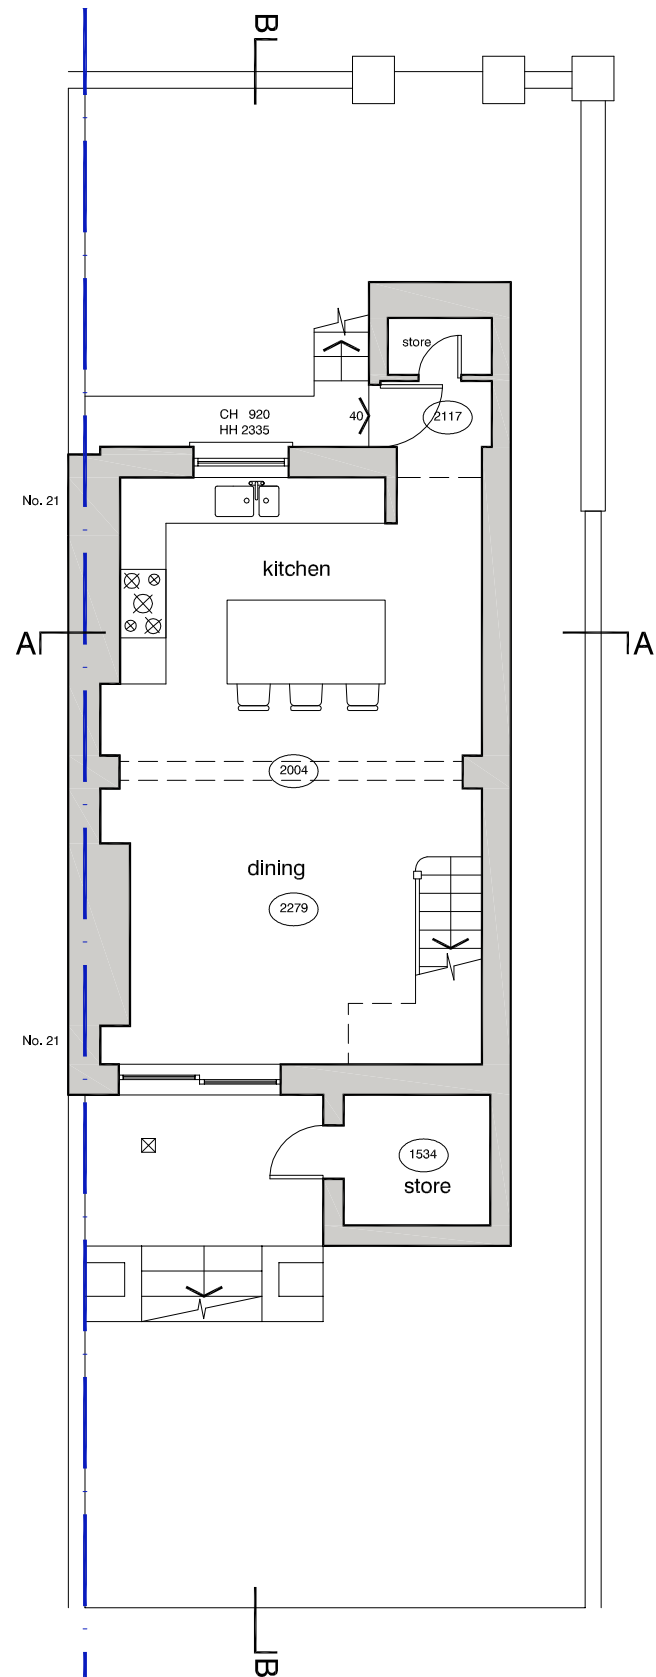 B
store
CH 920
HH 2335
40
2117
No. 21
kitchen
A
A
2004
dining
2279
No. 21
1534
store
B